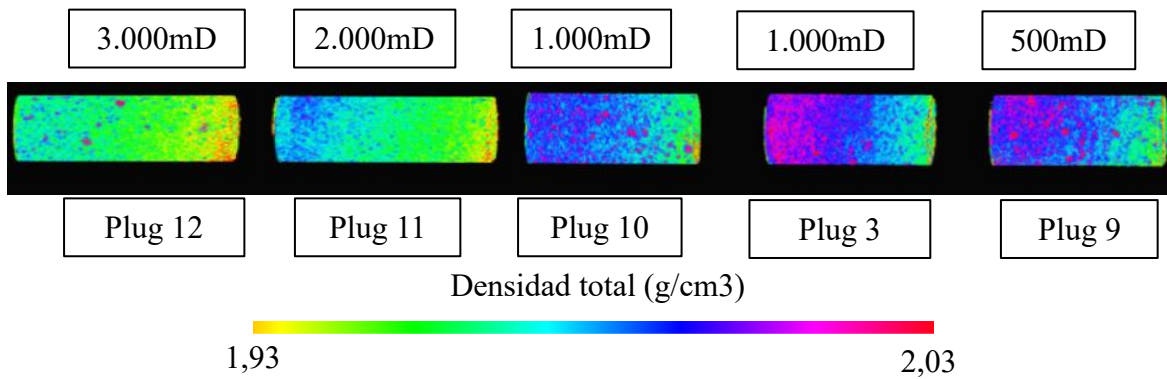 3.000mD 2.000mD 1.000mD 1.000mD 500mD
Plug 12 Plug 11 Plug 10 Plug 3 Plug 9
Densidad total (g/cm3)
1,93 2,03